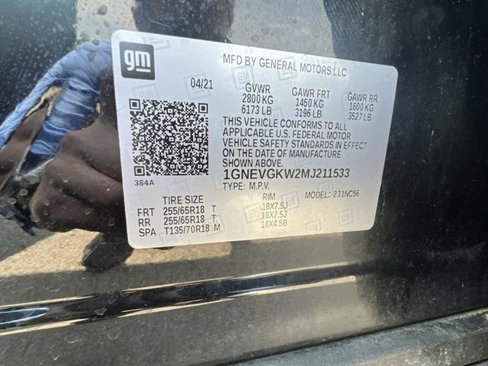 gm
MFD BY GENERAL MOTORS LLC
04/21 GVWR GAWR FRT GAWR RR
2800 KG 1450 KG 1600 KG
6173 LB 3196 LB 3527 LB
THIS VEHICLE CONFORMS TO ALL
APPLICABLE U.S. FEDERAL MOTOR
VEHICLE SAFETY STANDARDS IN EFFECT
ON THE DATE OF MANUFACTURE
SHOWN ABOVE.
1GNEVGKW2MJ211533
384A TYPE: M.P.V. MODEL: 231NC56
TIRE SIZE RIM
FRT 255/65R18 T 18X7.5J
RR 255/65R18 T 18X7.5J
SPA T135/70R18 M 18X4.5B